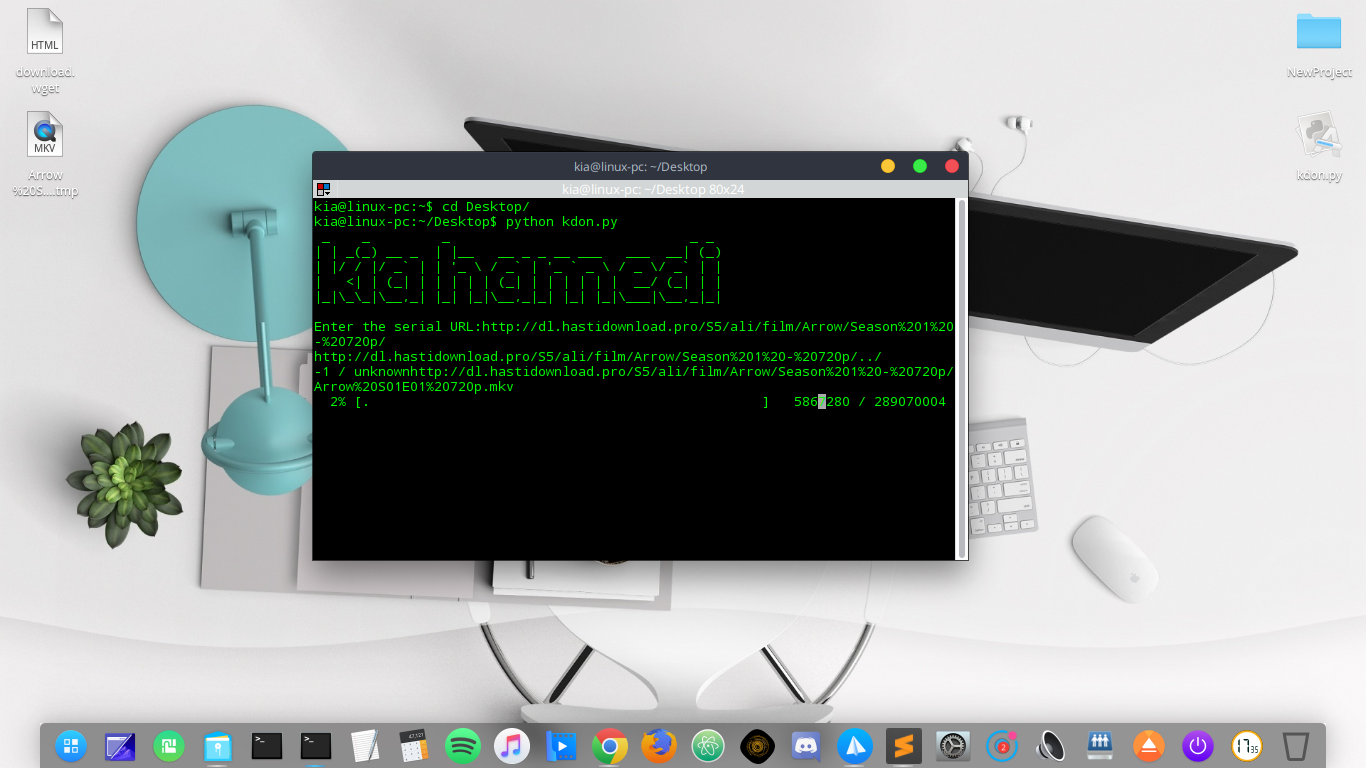 HTML
download.
wget
MKV
Arrow
%20S....tmp
NewProject
kdon.py
kia@linux-pc: ~/Desktop
kia@linux-pc: ~/Desktop 80x24
kia@linux-pc:~$ cd Desktop/
kia@linux-pc:~/Desktop$ python kdon.py
kia hamedi
Enter the serial URL:http://dl.hastidownload.pro/S5/ali/film/Arrow/Season%201%20
-%20720p/
http://dl.hastidownload.pro/S5/ali/film/Arrow/Season%201%20-%20720p/../
-1 / unknownhttp://dl.hastidownload.pro/S5/ali/film/Arrow/Season%201%20-%20720p/
Arrow%20S01E01%20720p.mkv
2% [. ] 586 280 / 289070004
>_
>_
2
17 35